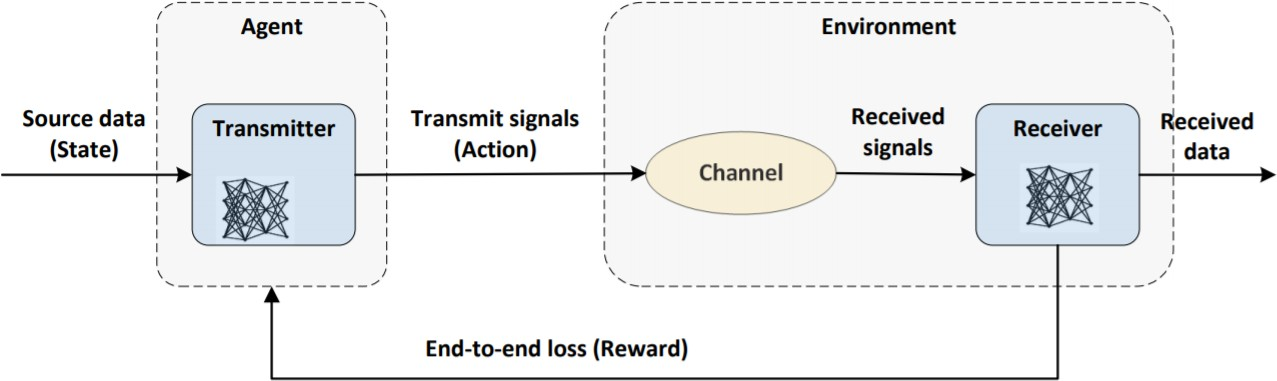 Agent
Environment
Source data
(State)
Transmitter
Transmit signals
(Action)
Channel
Received
signals
Receiver
Received
data
End-to-end loss (Reward)